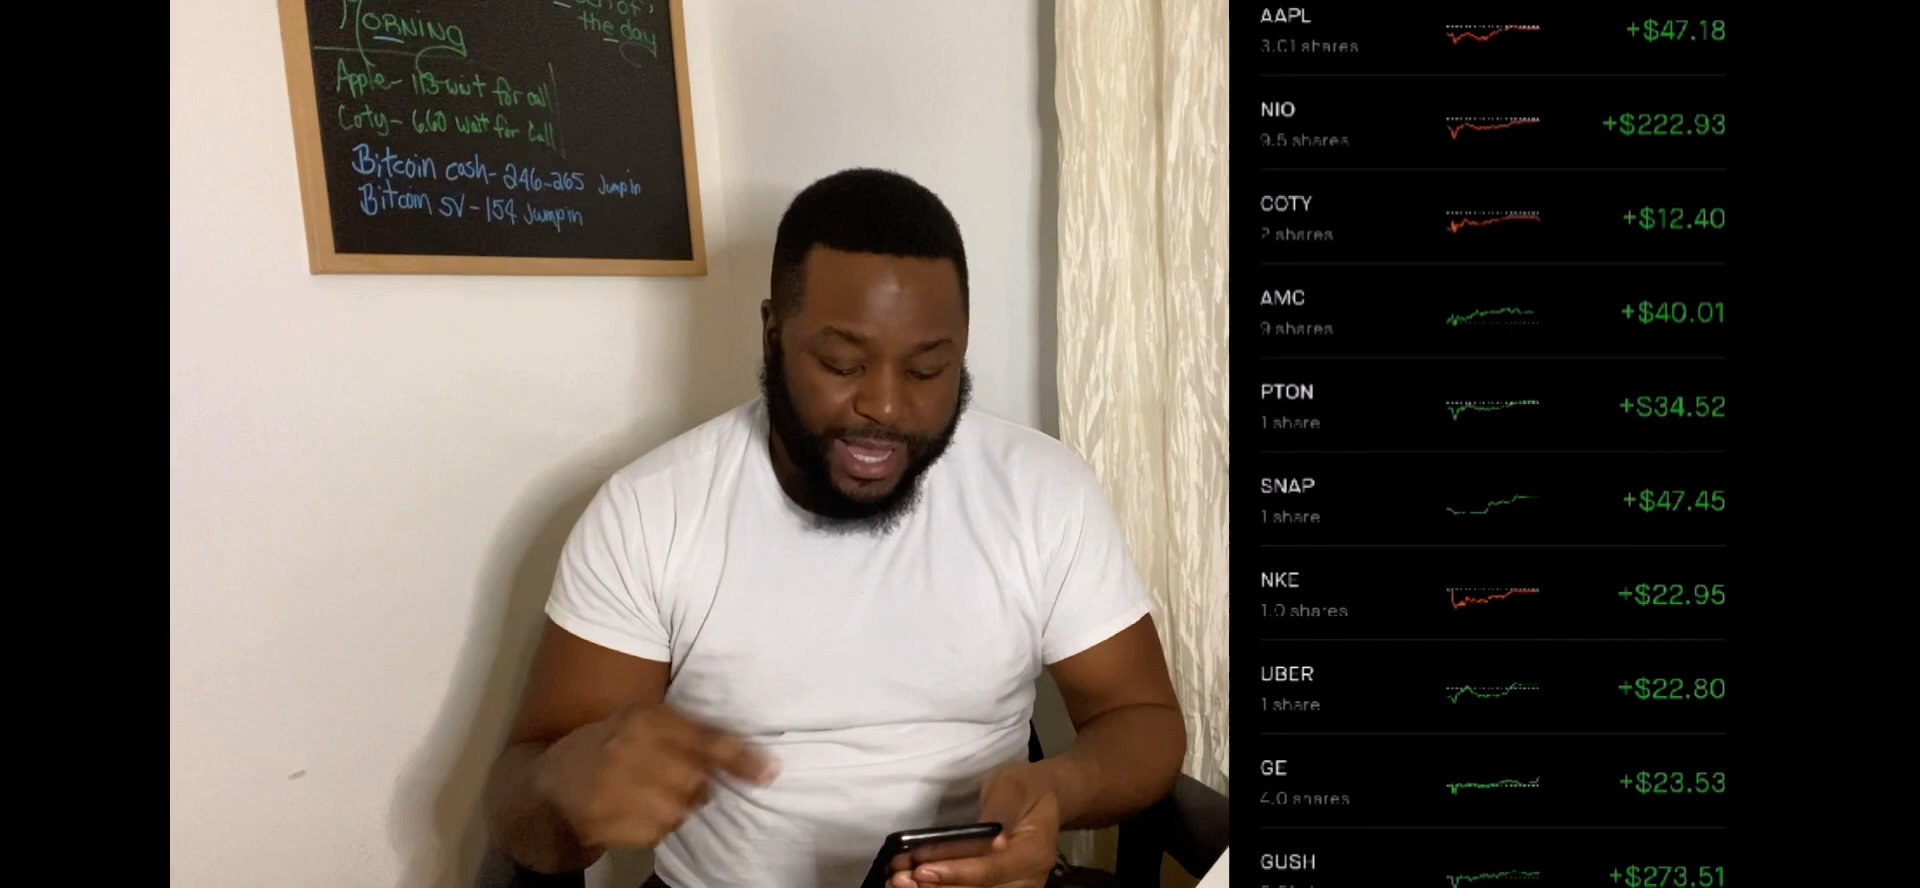 MORNING
the day
Apple- 113 wait for call
Coty- 6.60 wait for call
Bitcoin cash- 246-265 Jump in
Bitcoin SV - 154 Jump in
AAPL
3.01 shares
+$47.18
NIO
9.5 shares
+$222.93
COTY
2 shares
+$12.40
AMC
9 shares
+$40.01
PTON
1 share
+$34.52
SNAP
1 share
+$47.45
NKE
1.0 shares
+$22.95
UBER
1 share
+$22.80
GE
4.0 shares
+$23.53
GUSH
+$273.51